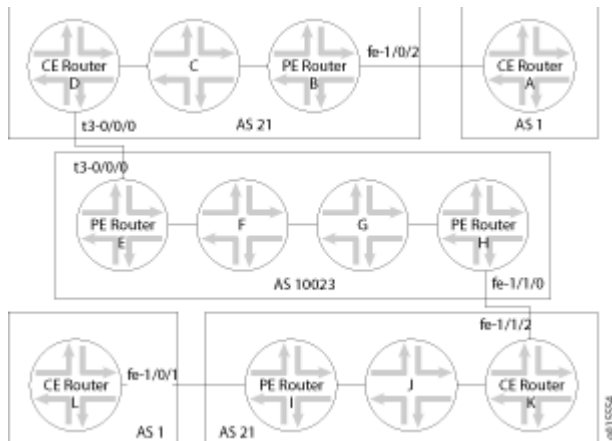 fe-1/0/2
CE Router
D
C
PE Router
B
CE Router
A
t3-0/0/0
AS 21
AS 1
t3-0/0/0
PE Router
E
F
G
PE Router
H
AS 10023
fe-1/1/0
fe-1/1/2
fe-1/0/1
CE Router
L
PE Router
I
J
CE Router
K
AS 1
AS 21
g015554